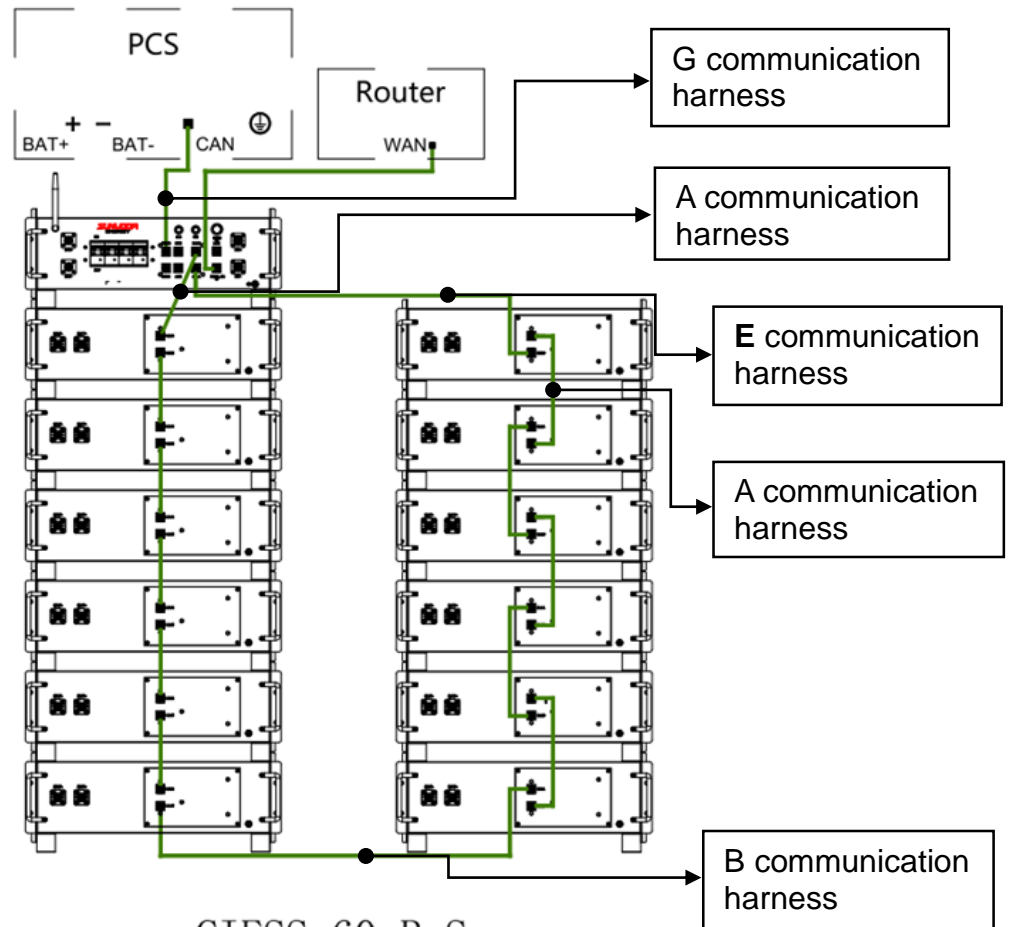 PCS
+ -
BAT+ BAT- CAN
Router
WAN
G communication
harness
A communication
harness
E communication
harness
A communication
harness
B communication
harness